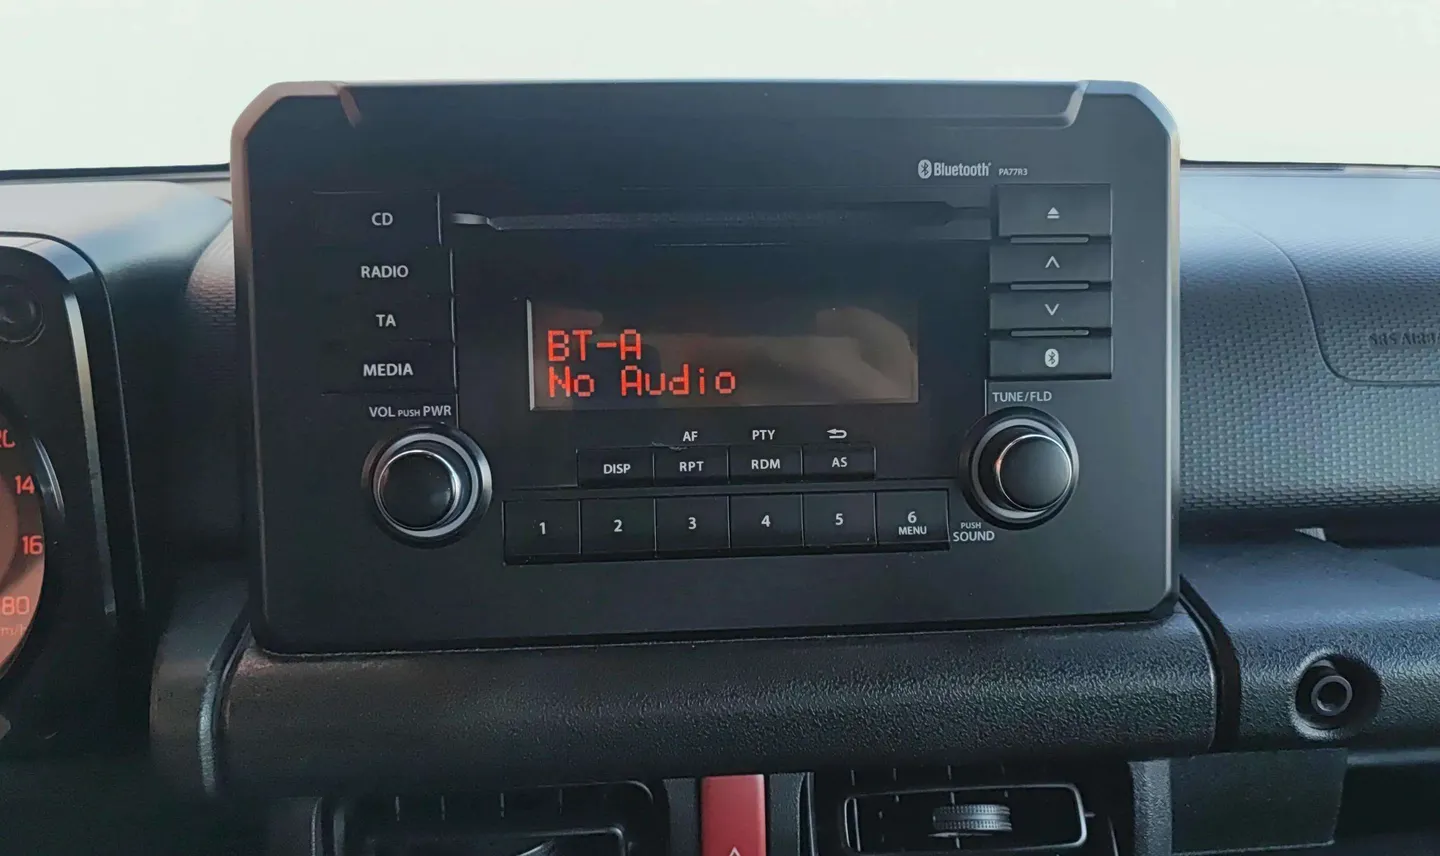 Bluetooth PA77R3
CD
RADIO
TA
MEDIA
VOL PUSH PWR
BT-A
No Audio
TUNE/FLD
AF PTY
DISP RPT RDM AS
1 2 3 4 5 6
MENU
PUSH
SOUND
14
16
80